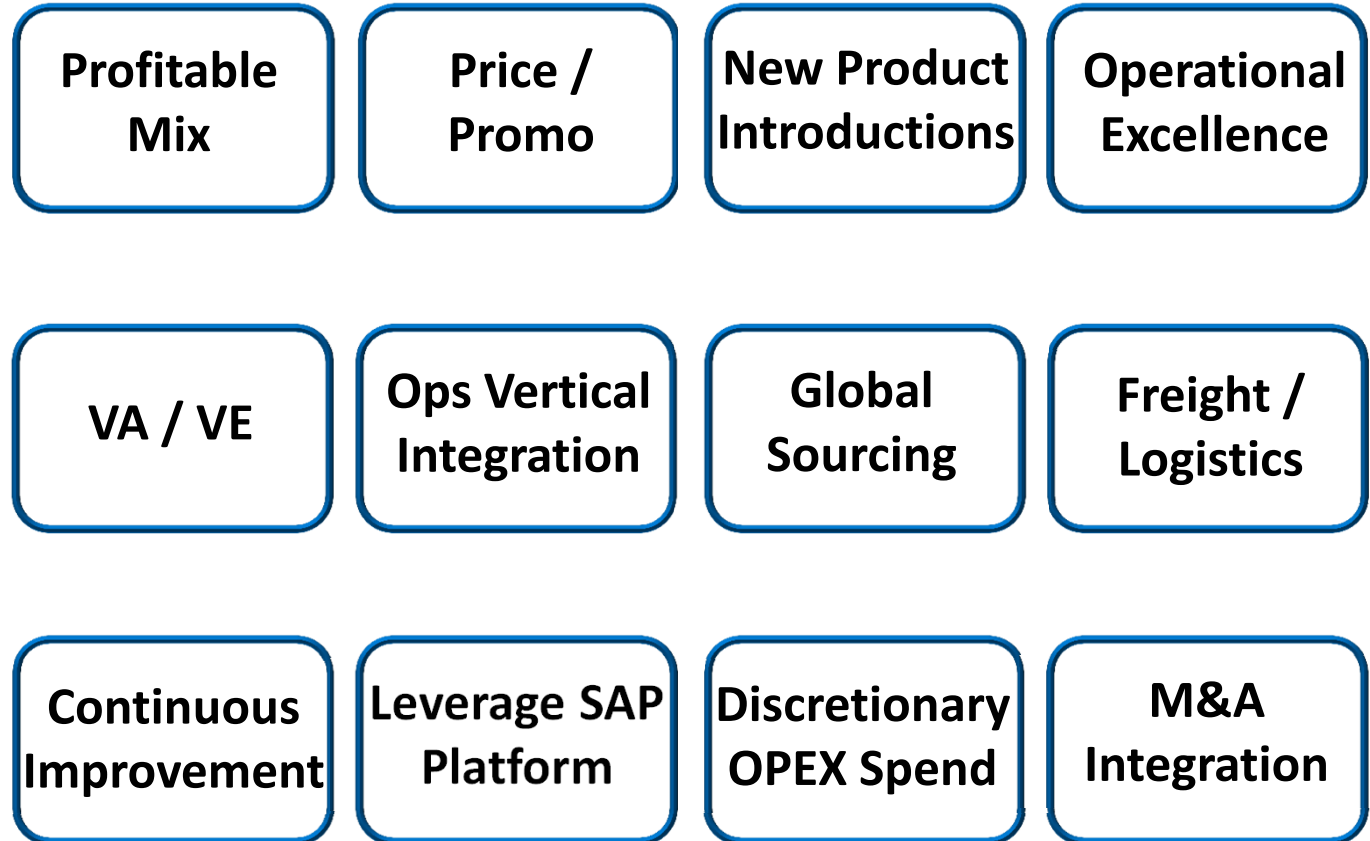 Profitable
Mix
Price /
Promo
New Product
Introductions
Operational
Excellence
VA / VE
Ops Vertical
Integration
Global
Sourcing
Freight /
Logistics
Continuous
Improvement
Leverage SAP
Platform
Discretionary
OPEX Spend
M&A
Integration